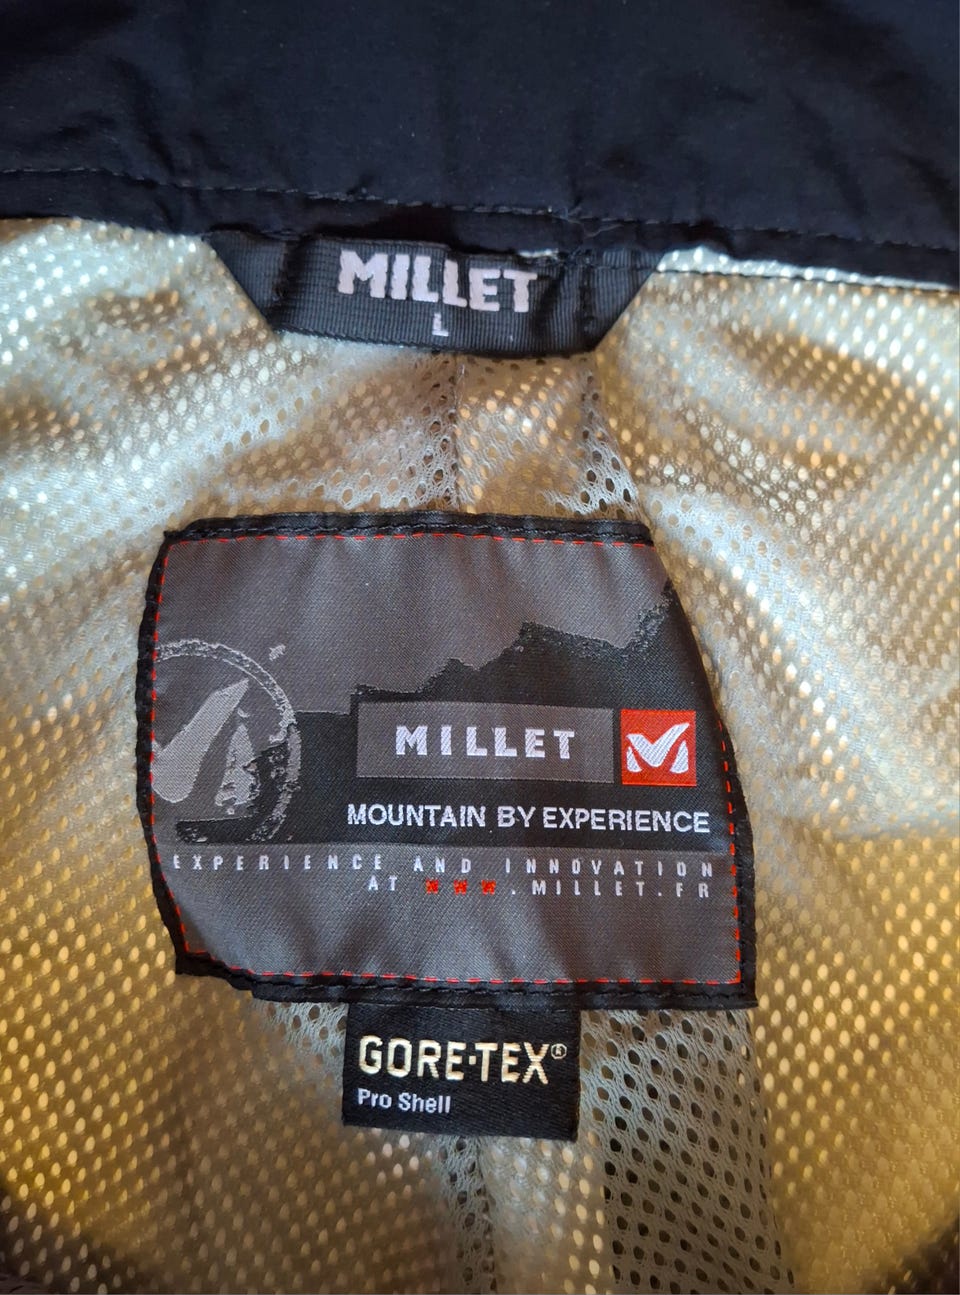 MILLET
L
MILLET
MOUNTAIN BY EXPERIENCE
EXPERIENCE AND INNOVATION
AT WWW.MILLET.FR
GORE-TEX®
Pro Shell